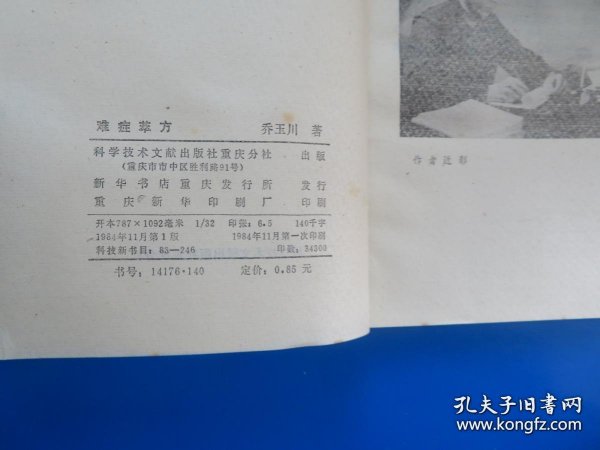 难症萃方 乔玉川 著
科学技术文献出版社重庆分社 出版
(重庆市市中区胜利路91号)
新华书店重庆发行所 发行
重庆新华印刷厂 印刷
开本787×1092毫米 1/32 印张:6.5 140千字
1984年11月第1版 1984年11月第一次印刷
科技新书目:83-246 印数:34300
书号:14176·140 定价:0.85元
作者近影
孔夫子旧书网
www.kongfz.com